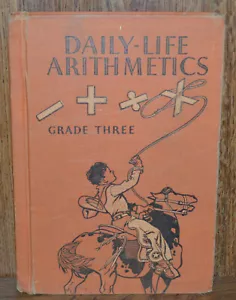 DAILY-LIFE
ARITHMETICS
- + ÷ ×
GRADE THREE